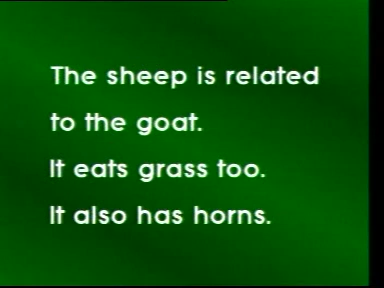 The sheep is related
to the goat.
It eats grass too.
It also has horns.